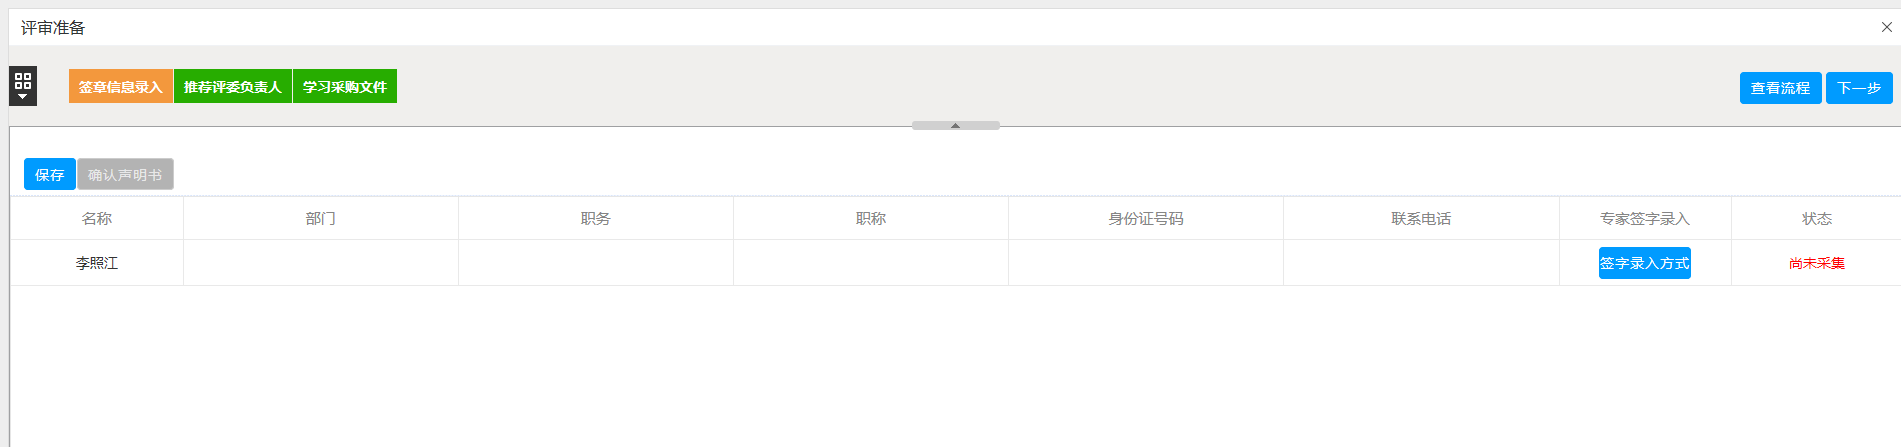 评审准备
签章信息录入 推荐评委负责人 学习采购文件 查看流程 下一步
保存 确认声明书
名称 部门 职务 职称 身份证号码 联系电话 专家签字录入 状态
李照江 签字录入方式 尚未采集